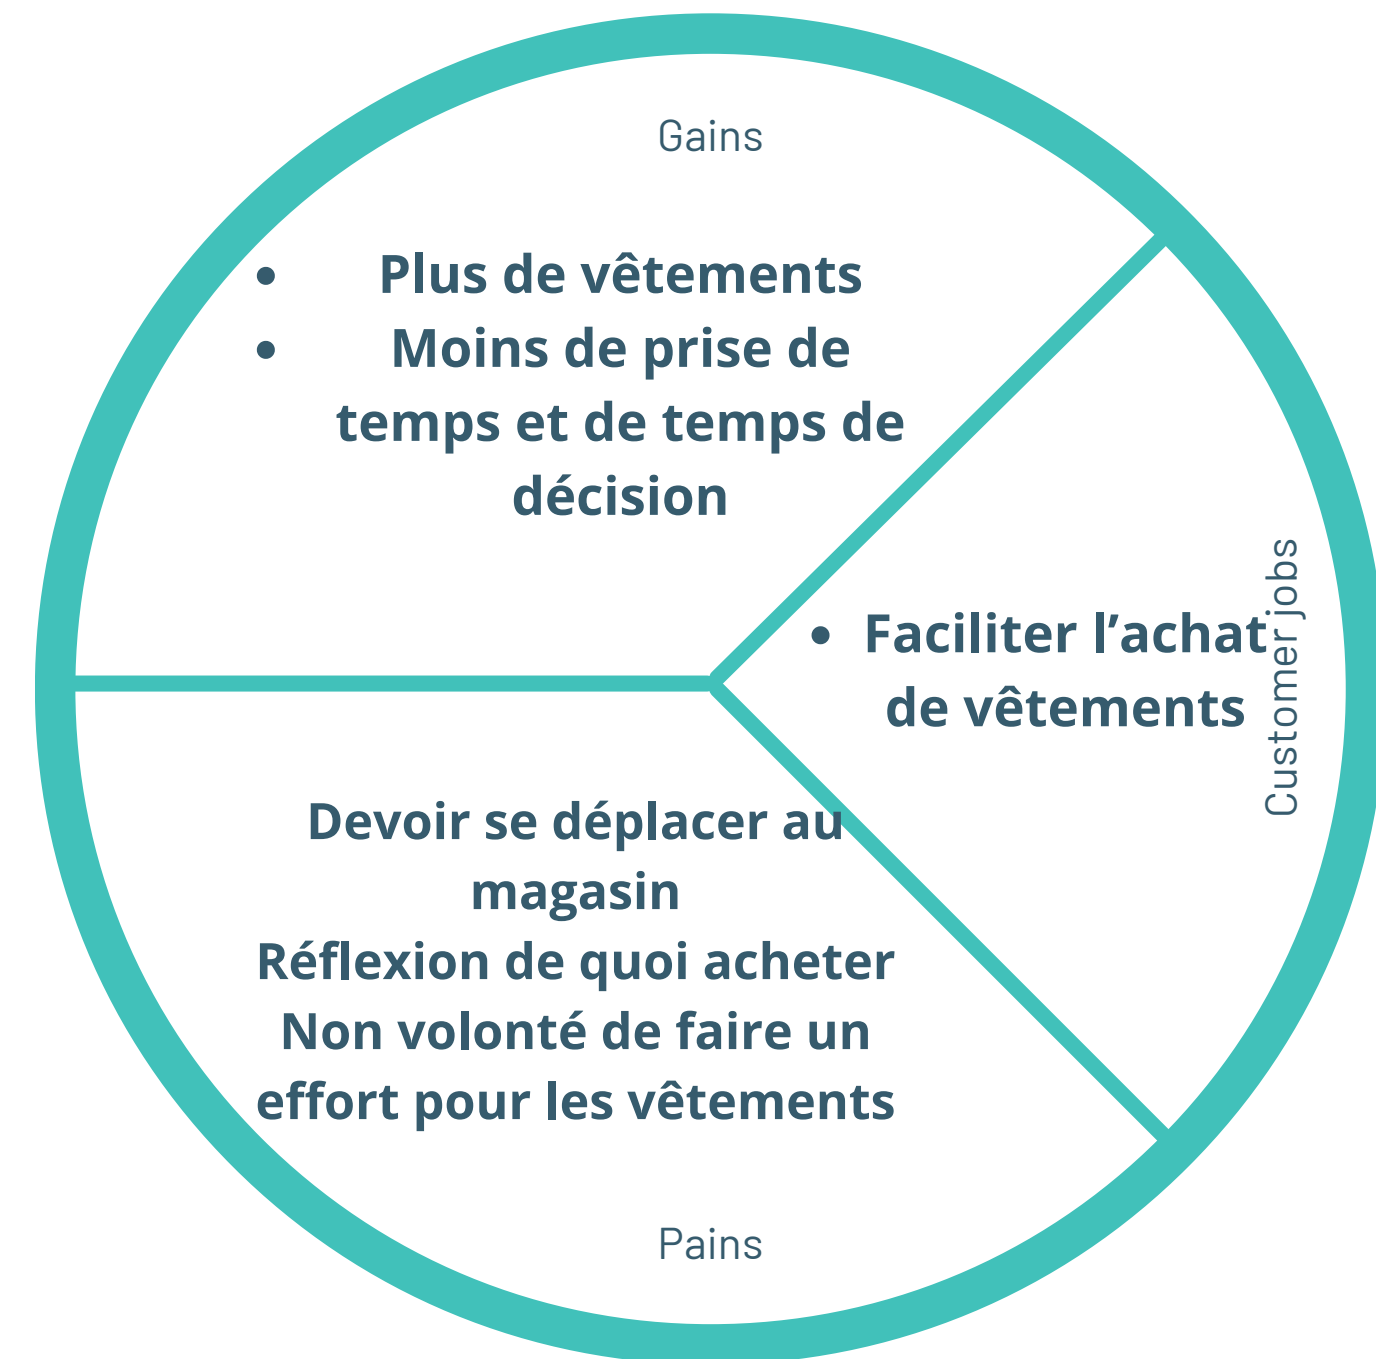 Gains
• Plus de vêtements
• Moins de prise de
temps et de temps de
décision
• Faciliter l’achat
de vêtements
Customer jobs
Devoir se déplacer au
magasin
Réflexion de quoi acheter
Non volonté de faire un
effort pour les vêtements
Pains